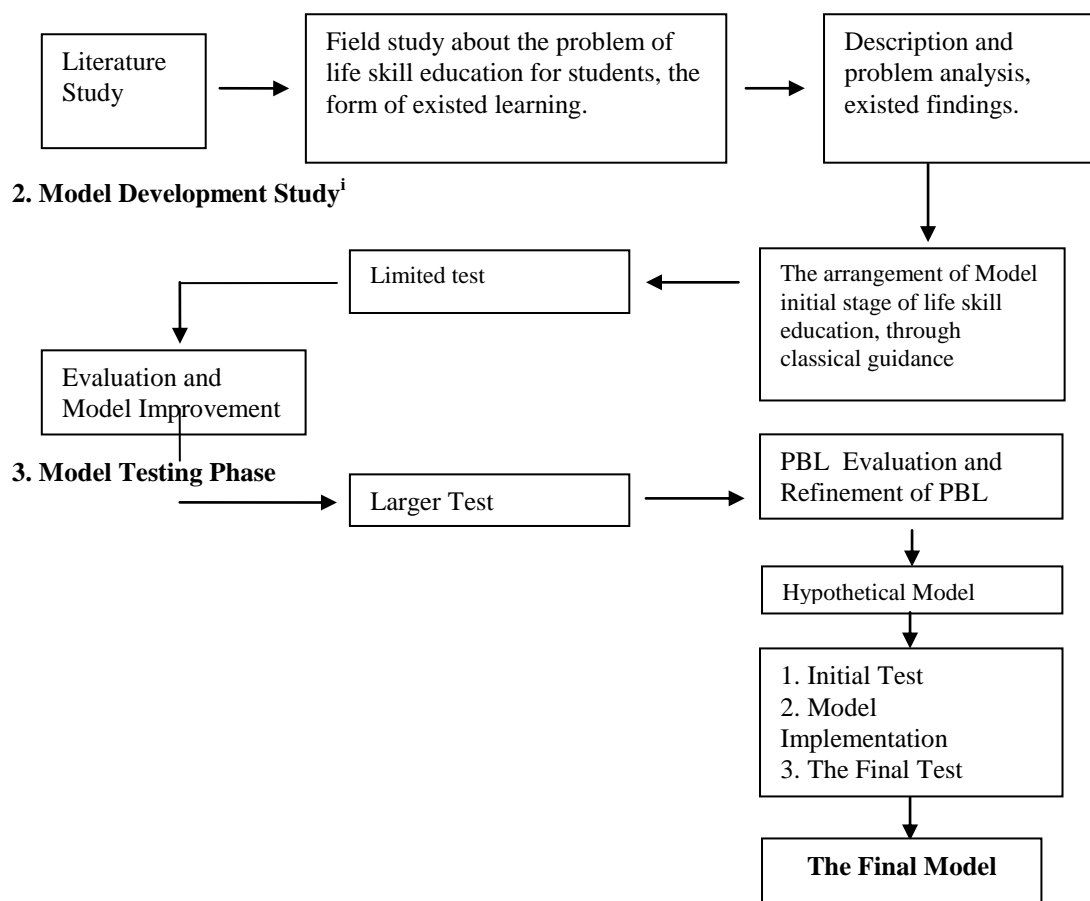 Literature
Study
Field study about the problem of
life skill education for students, the
form of existed learning.
Description and
problem analysis,
existed findings.
2. Model Development Studyⁱ
Limited test
The arrangement of Model
initial stage of life skill
education, through
classical guidance
Evaluation and
Model Improvement
3. Model Testing Phase
Larger Test
PBL Evaluation and
Refinement of PBL
Hypothetical Model
1. Initial Test
2. Model
Implementation
3. The Final Test
The Final Model